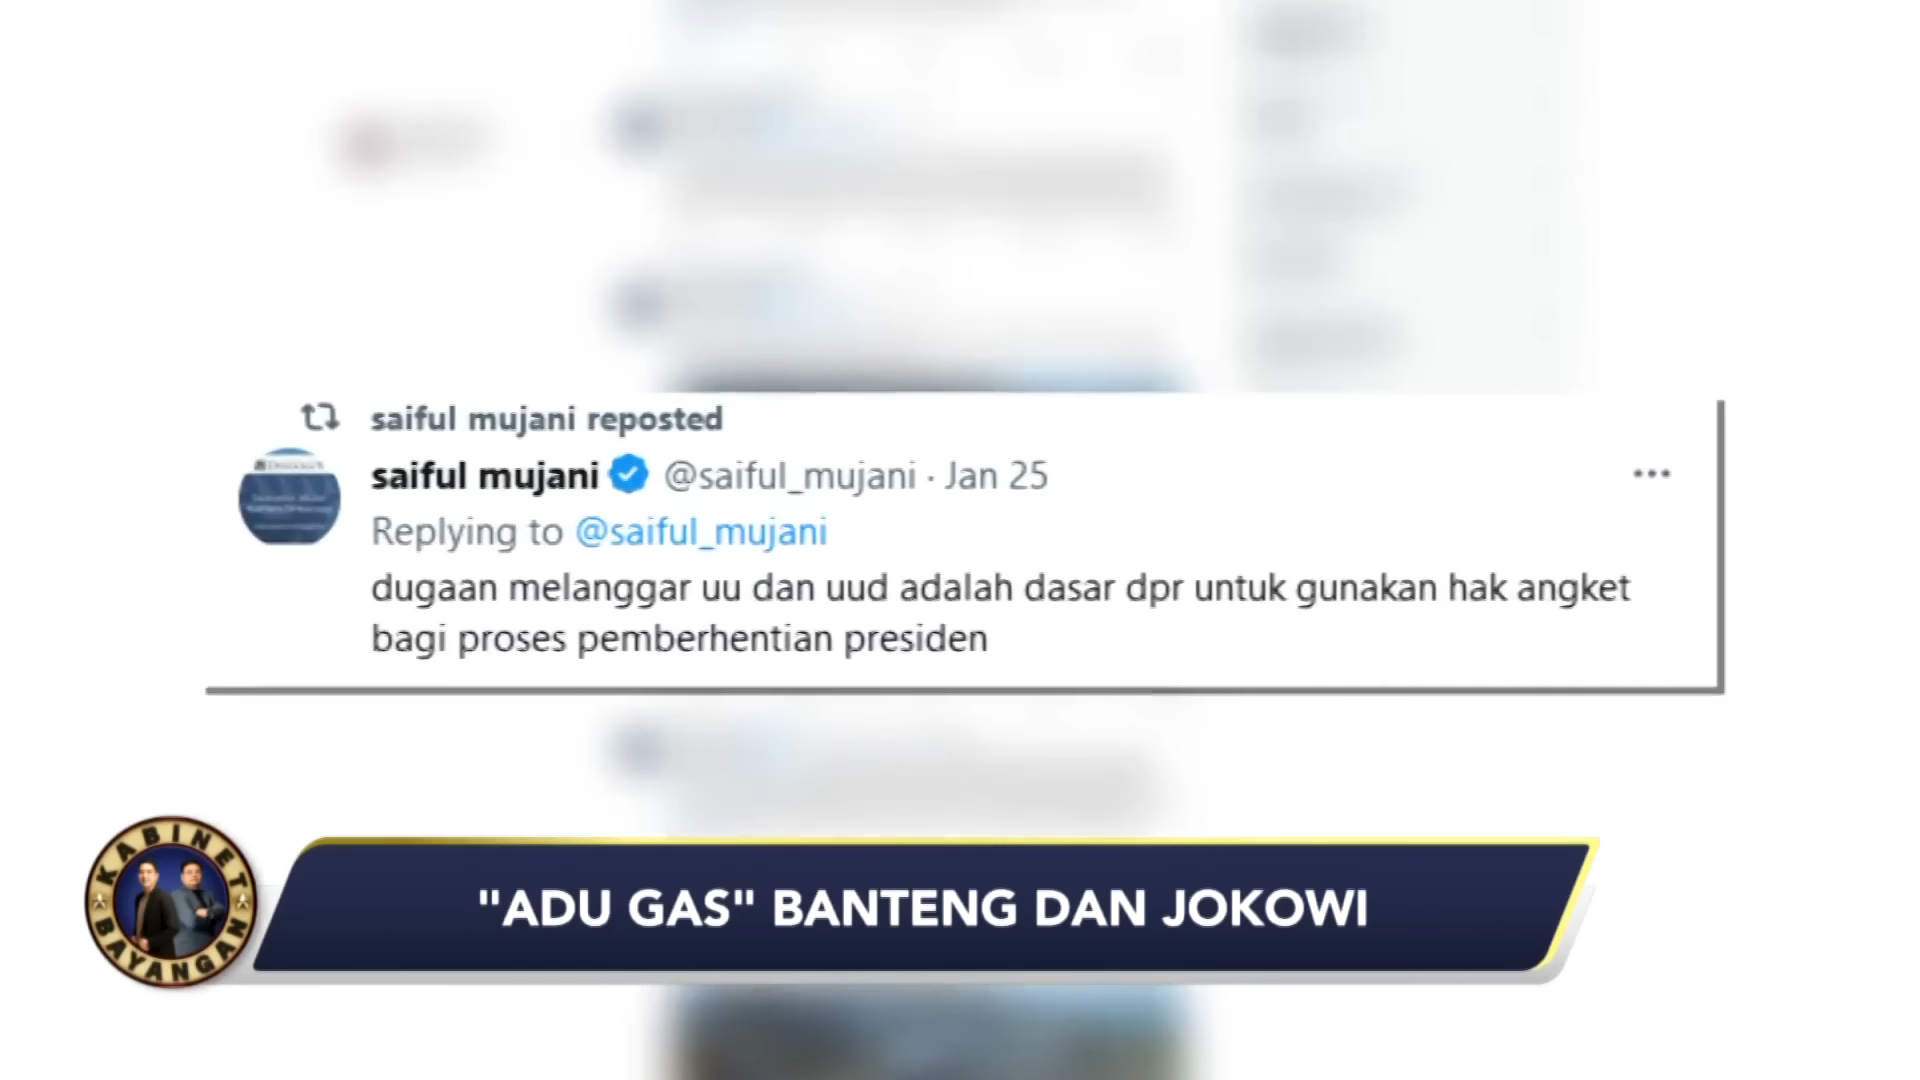 saiful mujani reposted
saiful mujani @saiful_mujani · Jan 25
Replying to @saiful_mujani
dugaan melanggar uu dan uud adalah dasar dpr untuk gunakan hak angket
bagi proses pemberhentian presiden
KABINET
BAYANGAN
"ADU GAS" BANTENG DAN JOKOWI